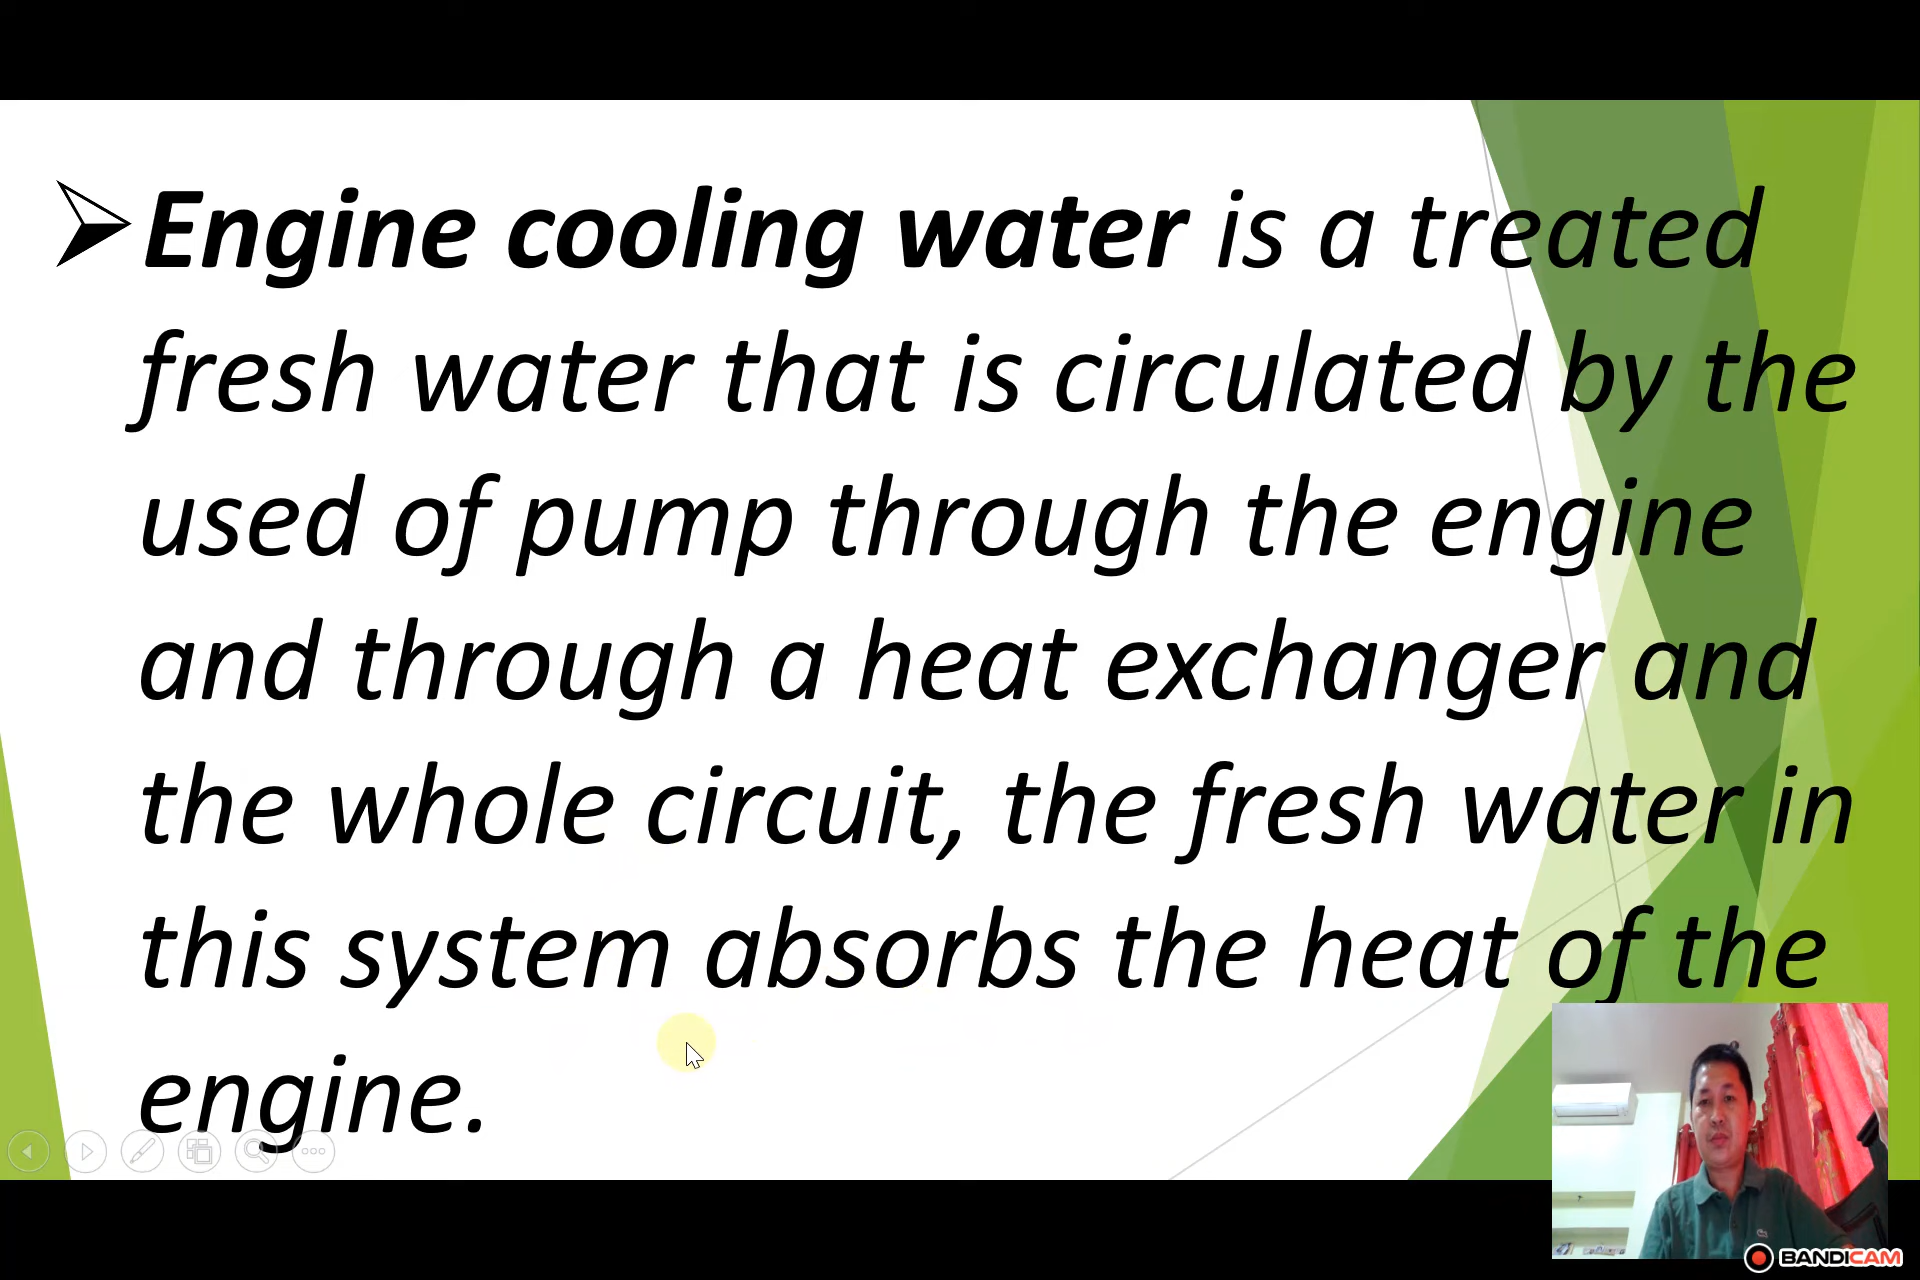 Engine cooling water is a treated
fresh water that is circulated by the
used of pump through the engine
and through a heat exchanger and
the whole circuit, the fresh water in
this system absorbs the heat of the
engine.
BANDICAM